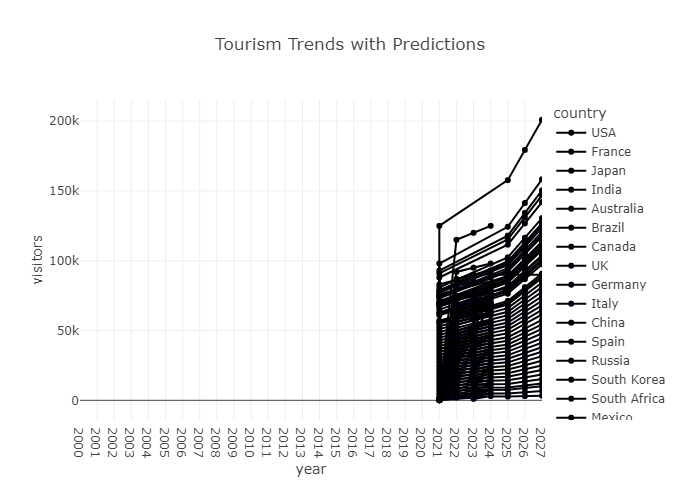 Tourism Trends with Predictions
country
USA
France
Japan
India
Australia
Brazil
Canada
UK
Germany
Italy
China
Spain
Russia
South Korea
South Africa
Mexico
200k
150k
100k
50k
0
visitors
2000
2001
2002
2003
2004
2005
2006
2007
2008
2009
2010
2011
2012
2013
2014
2015
2016
2017
2018
2019
2020
2021
2022
2023
2024
2025
2026
2027
year